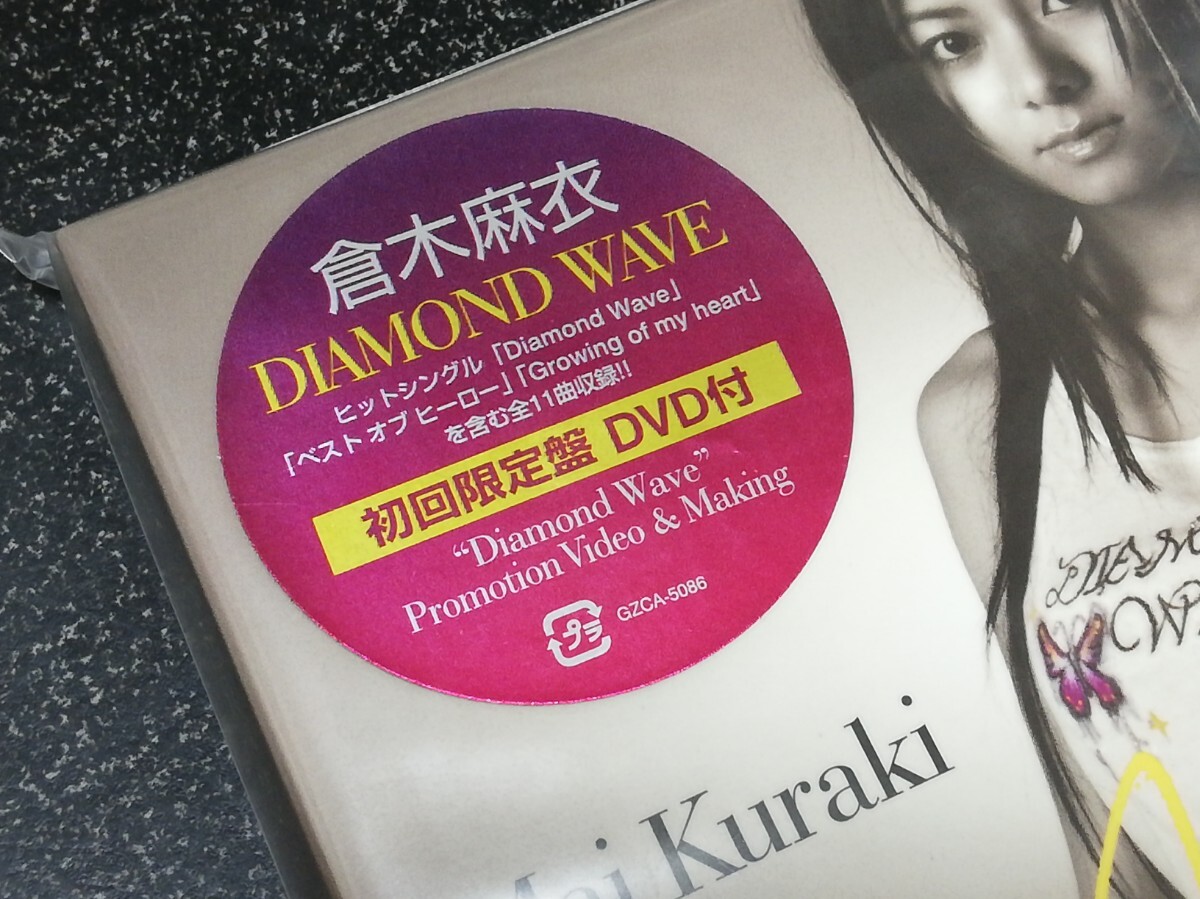 倉木麻衣
DIAMOND WAVE
ヒットシングル「Diamond Wave」
「ベスト オブ ヒーロー」「Growing of my heart」
を含む全11曲収録!!
初回限定盤 DVD付
“Diamond Wave”
Promotion Video & Making
プラ
GZCA-5086
Mai Kuraki